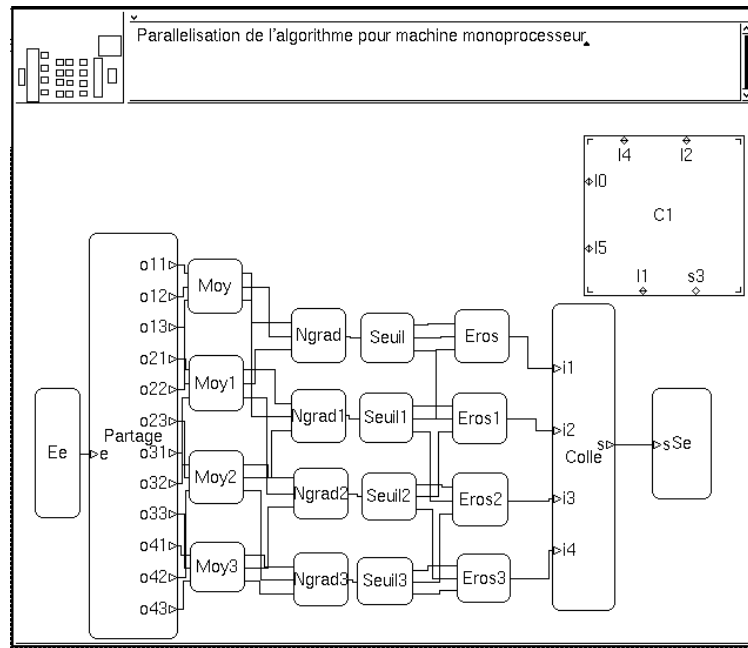 Parallelisation de l'algorithme pour machine monoprocesseur
I4 I2
I0
C1
I5
I1 s3
o11
o12
o13
o21
o22
o23
o31
o32
o33
o41
o42
o43
Ee
e
Partage
Moy
Moy1
Moy2
Moy3
Ngrad
Ngrad1
Ngrad2
Ngrad3
Seuil
Seuil1
Seuil2
Seuil3
Eros
Eros1
Eros2
Eros3
i1
i2
i3
i4
s
Colle
s Se